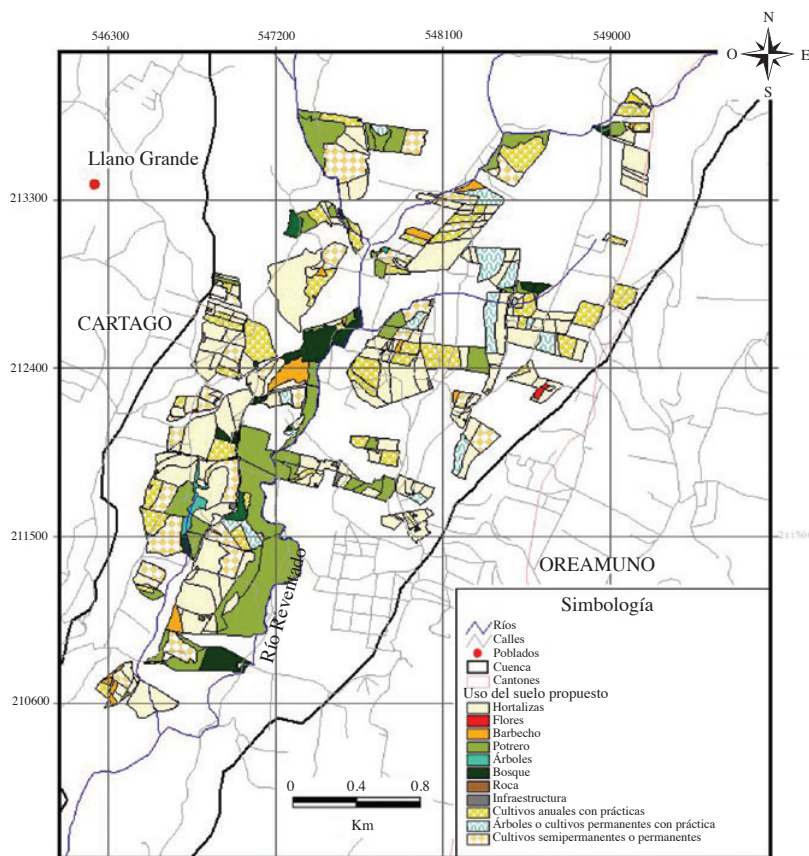 546300 547200 548100 549000
N
O E
S
Llano Grande
213300
CARTAGO
212400
211500
211500
OREAMUNO
Río Reventado
210600
0 0.4 0.8
Km
Simbología
Ríos
Calles
Poblados
Cuenca
Cantones
Uso del suelo propuesto
Hortalizas
Flores
Barbecho
Potrero
Árboles
Bosque
Roca
Infraestructura
Cultivos anuales con prácticas
Árboles o cultivos permanentes con práctica
Cultivos semipermanentes o permanentes